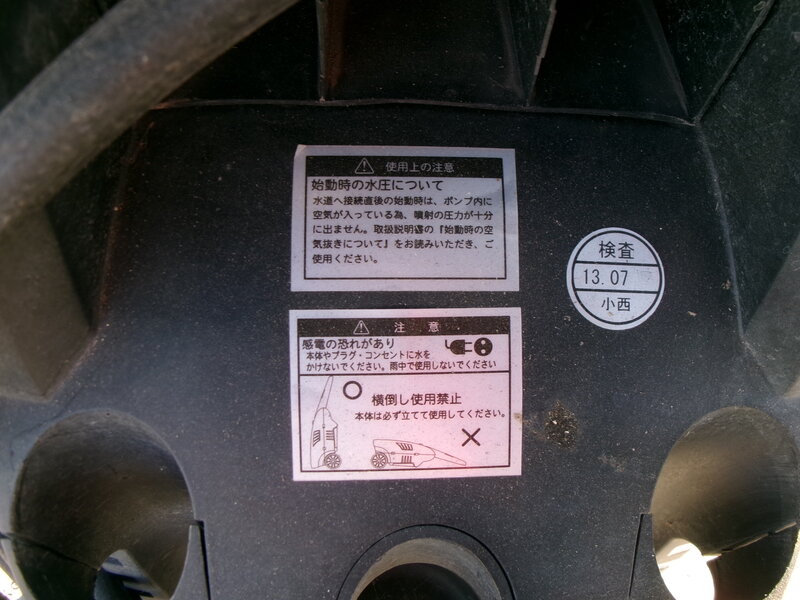 使用上の注意
始動時の水圧について
水道へ接続直後の始動時は、ポンプ内に
空気が入っている為、噴射の圧力が十分
に出ません。取扱説明書の『始動時の空
気抜きについて』をお読みいただき、ご
使用ください。
検査
13.07
小西
注 意
感電の恐れがあり
本体やプラグ・コンセントに水を
かけないでください。雨中で使用しないでください
横倒し使用禁止
本体は必ず立てて使用してください。